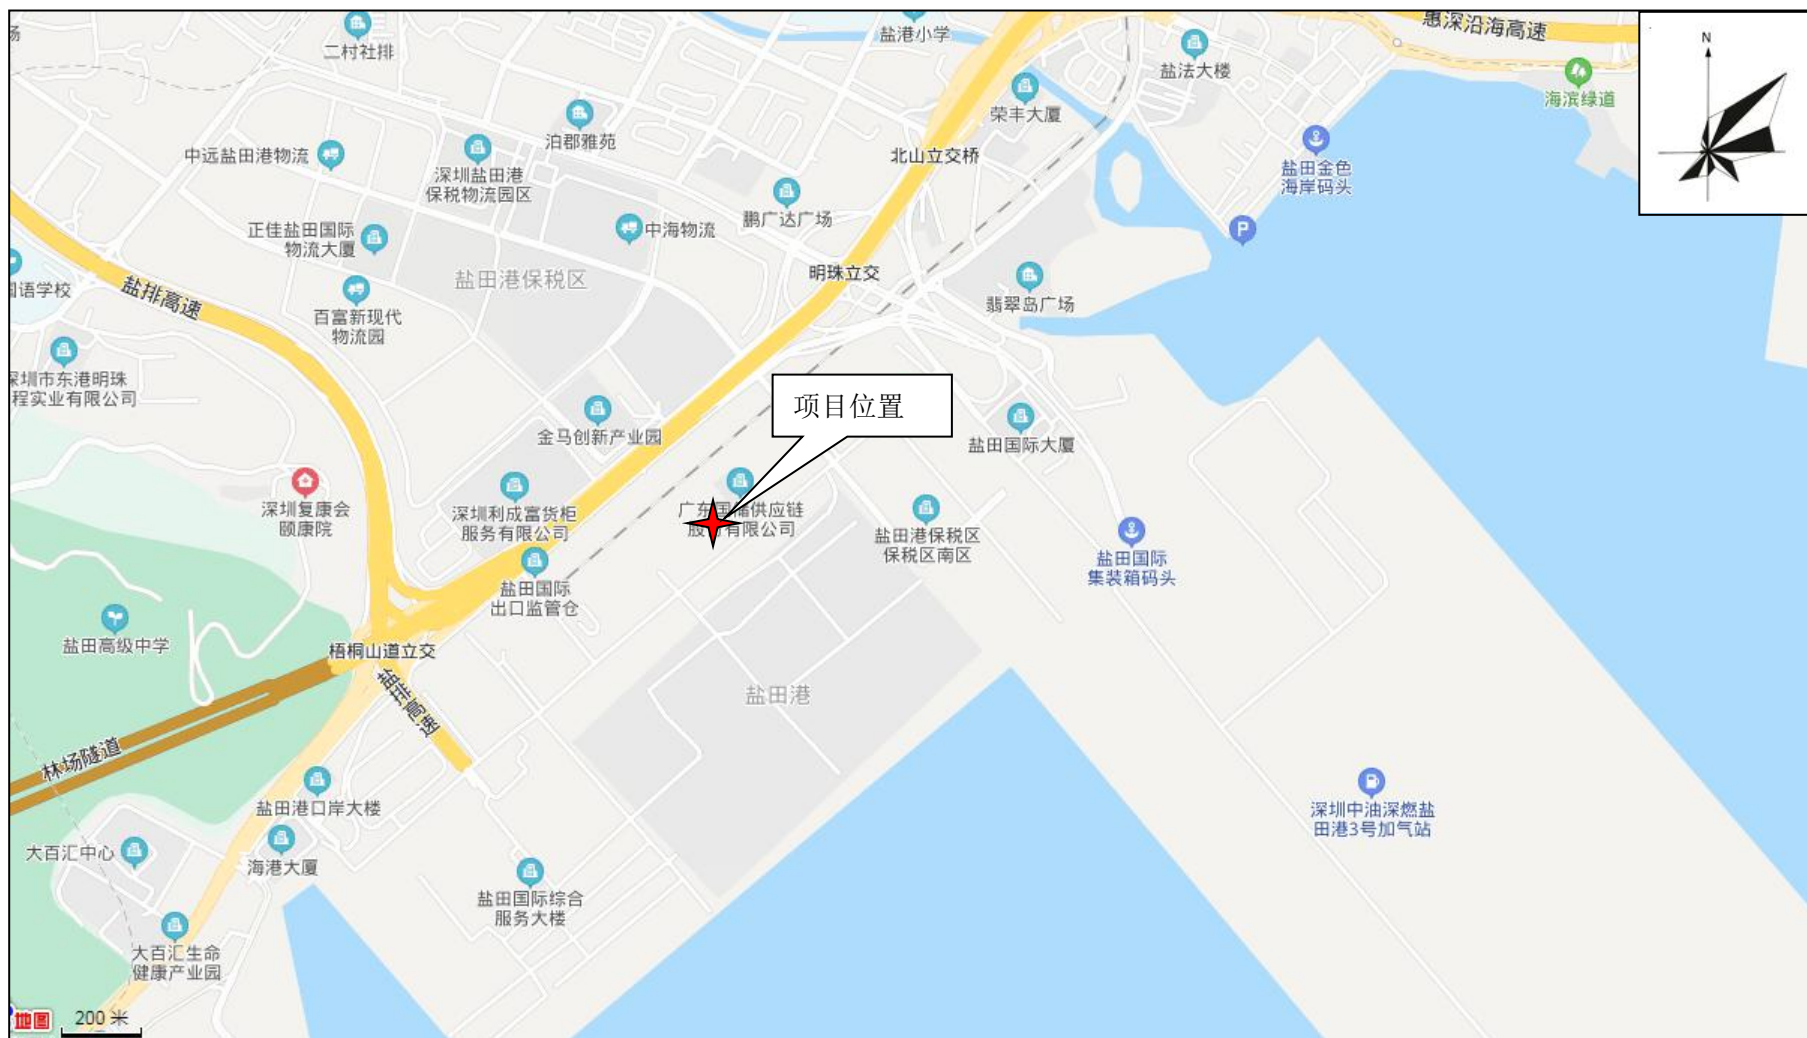 场
二村社排
盐港小学
惠深沿海高速
N
盐法大楼
海滨绿道
荣丰大厦
泊郡雅苑
中远盐田港物流
深圳盐田港
保税物流园区
北山立交桥
盐田金色
海岸码头
鹏广达广场
正佳盐田国际
物流大厦
中海物流
P
盐田港保税区
明珠立交
国语学校
盐排高速
翡翠岛广场
百富新现代
物流园
深圳市东港明珠
程实业有限公司
项目位置
金马创新产业园
盐田国际大厦
深圳复康会
颐康院
深圳利成富货柜
服务有限公司
广东国储供应链
股份有限公司
盐田港保税区
保税区南区
盐田国际
集装箱码头
盐田国际
出口监管仓
盐田高级中学
梧桐山道立交
盐排高速
盐田港
林场隧道
盐田港口岸大楼
深圳中油深燃盐
田港3号加气站
大百汇中心
海港大厦
盐田国际综合
服务大楼
大百汇生命
健康产业园
地图
200 米